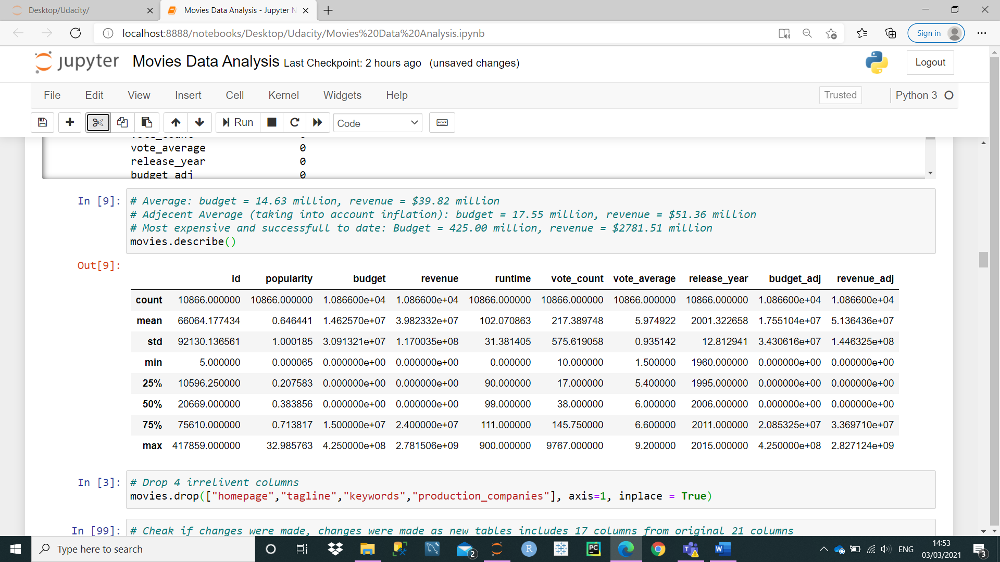 Desktop/Udacity/
Movies Data Analysis - Jupyter N
localhost:8888/notebooks/Desktop/Udacity/Movies%20Data%20Analysis.ipynb
Sign in
jupyter Movies Data Analysis Last Checkpoint: 2 hours ago (unsaved changes)
Logout
File Edit View Insert Cell Kernel Widgets Help
Trusted
Python 3
Run
Code
vote_count 0
vote_average 0
release_year 0
budget_adj 0
In [9]: # Average: budget = 14.63 million, revenue = $39.82 million
# Adjecent Average (taking into account inflation): budget = 17.55 million, revenue = $51.36 million
# Most expensive and successfull to date: Budget = 425.00 million, revenue = $2781.51 million
movies.describe()
Out[9]:
id popularity budget revenue runtime vote_count vote_average release_year budget_adj revenue_adj
count 10866.000000 10866.000000 1.086600e+04 1.086600e+04 10866.000000 10866.000000 10866.000000 10866.000000 1.086600e+04 1.086600e+04
mean 66064.177434 0.646441 1.462570e+07 3.982332e+07 102.070863 217.389748 5.974922 2001.322658 1.755104e+07 5.136436e+07
std 92130.136561 1.000185 3.091321e+07 1.170035e+08 31.381405 575.619058 0.935142 12.812941 3.430616e+07 1.446325e+08
min 5.000000 0.000065 0.000000e+00 0.000000e+00 0.000000 10.000000 1.500000 1960.000000 0.000000e+00 0.000000e+00
25% 10596.250000 0.207583 0.000000e+00 0.000000e+00 90.000000 17.000000 5.400000 1995.000000 0.000000e+00 0.000000e+00
50% 20669.000000 0.383856 0.000000e+00 0.000000e+00 99.000000 38.000000 6.000000 2006.000000 0.000000e+00 0.000000e+00
75% 75610.000000 0.713817 1.500000e+07 2.400000e+07 111.000000 145.750000 6.600000 2011.000000 2.085325e+07 3.369710e+07
max 417859.000000 32.985763 4.250000e+08 2.781506e+09 900.000000 9767.000000 9.200000 2015.000000 4.250000e+08 2.827124e+09
In [3]: # Drop 4 irrelivent columns
movies.drop(["homepage","tagline","keywords","production_companies"], axis=1, inplace = True)
In [99]: # Cheak if changes were made, changes were made as new tables includes 17 columns from original 21 columns
Type here to search
2
R
PC
W
ENG
14:53
03/03/2021
3